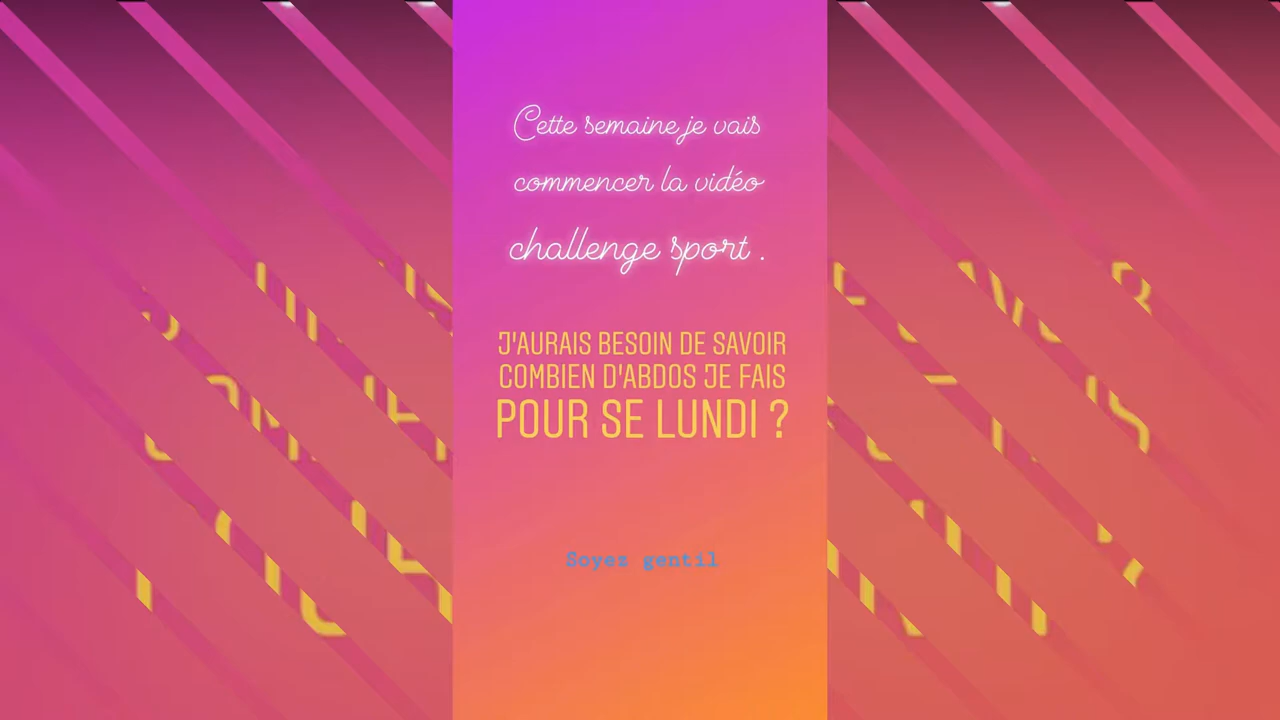 Cette semaine je vais
commencer la vidéo
challenge sport .
J'AURAIS BESOIN DE SAVOIR
COMBIEN D'ABDOS JE FAIS
POUR SE LUNDI ?
Soyez gentil